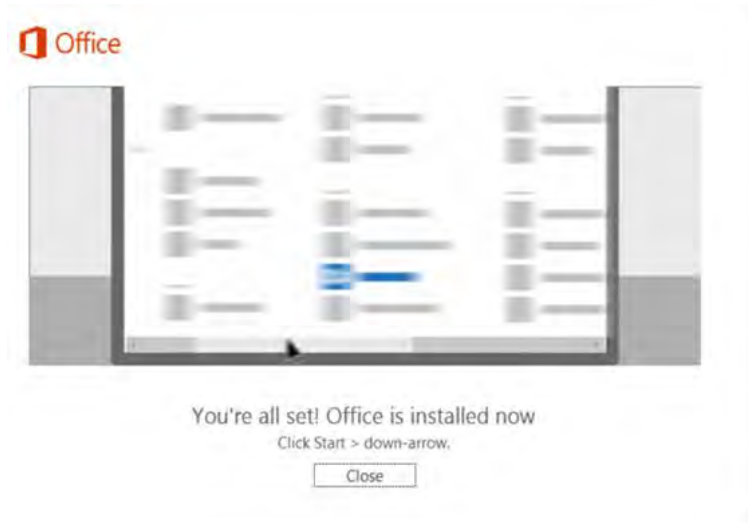 Office
You're all set! Office is installed now
Click Start > down-arrow.
Close